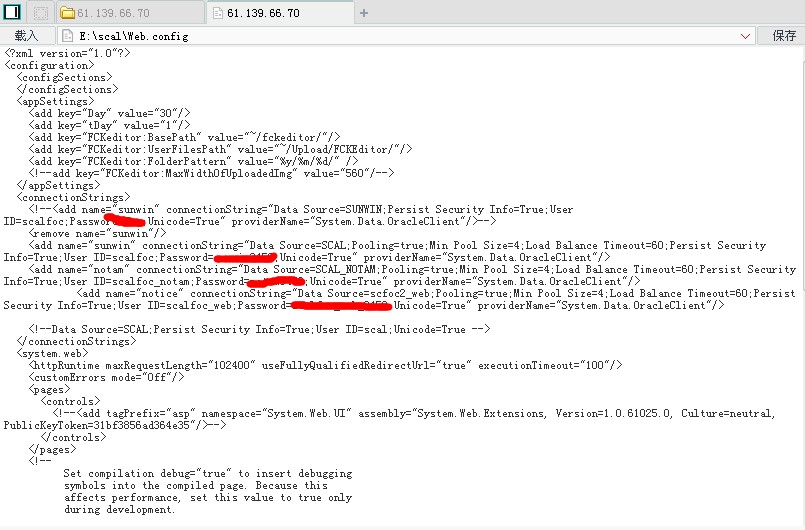 61.139.66.70
61.139.66.70
载入
E:\scal\Web.config
保存
<?xml version="1.0"?>
<configuration>
<configSections>
</configSections>
<appSettings>
<add key="Day" value="30"/>
<add key="tDay" value="1"/>
<add key="FCKeditor:BasePath" value="~/fckeditor/"/>
<add key="FCKeditor:UserFilesPath" value="~/Upload/FCKEditor/"/>
<add key="FCKeditor:FolderPattern" value="%y/%m/%d/" />
<!--add key="FCKeditor:MaxWidthOfUploadedImg" value="560"/-->
</appSettings>
<connectionStrings>
<!--<add name="sunwin" connectionString="Data Source=SUNWIN;Persist Security Info=True;User
ID=scalfoc;Passwo Unicode=True" providerName="System.Data.OracleClient"/>-->
<remove name="sunwin"/>
<add name="sunwin" connectionString="Data Source=SCAL;Pooling=true;Min Pool Size=4;Load Balance Timeout=60;Persist Security
Info=True;User ID=scalfoc;Password= Unicode=True" providerName="System.Data.OracleClient"/>
<add name="notam" connectionString="Data Source=SCAL_NOTAM;Pooling=true;Min Pool Size=4;Load Balance Timeout=60;Persist Security
Info=True;User ID=scalfoc_notam;Password= Unicode=True" providerName="System.Data.OracleClient"/>
<add name="notice" connectionString="Data Source=scfoc2_web;Pooling=true;Min Pool Size=4;Load Balance Timeout=60;Persist
Security Info=True;User ID=scalfoc_web;Password= Unicode=True" providerName="System.Data.OracleClient"/>
<!--Data Source=SCAL;Persist Security Info=True;User ID=scal;Unicode=True -->
</connectionStrings>
<system.web>
<httpRuntime maxRequestLength="102400" useFullyQualifiedRedirectUrl="true" executionTimeout="100"/>
<customErrors mode="Off"/>
<pages>
<controls>
<!--<add tagPrefix="asp" namespace="System.Web.UI" assembly="System.Web.Extensions, Version=1.0.61025.0, Culture=neutral,
PublicKeyToken=31bf3856ad364e35"/>-->
</controls>
</pages>
<!--
Set compilation debug="true" to insert debugging
symbols into the compiled page. Because this
affects performance, set this value to true only
during development.